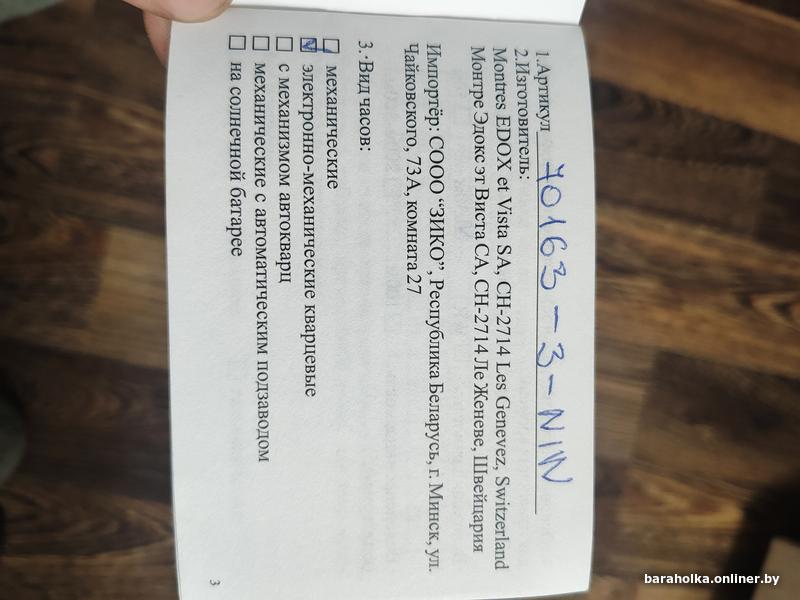 1.Артикул 70163 – 3 – NIN
2.Изготовитель:
Montres EDOX et Vista SA, CH-2714 Les Genevez, Switzerland
Монтре Эдокс эт Виста СА, CH-2714 Ле Женеве, Швейцария
Импортёр: СООО “ЗИКО”, Республика Беларусь, г. Минск, ул.
Чайковского, 73А, комната 27
3. Вид часов:
механические
электронно-механические кварцевые
с механизмом автокварц
механические с автоматическим подзаводом
на солнечной батарее
3
baraholka.onliner.by